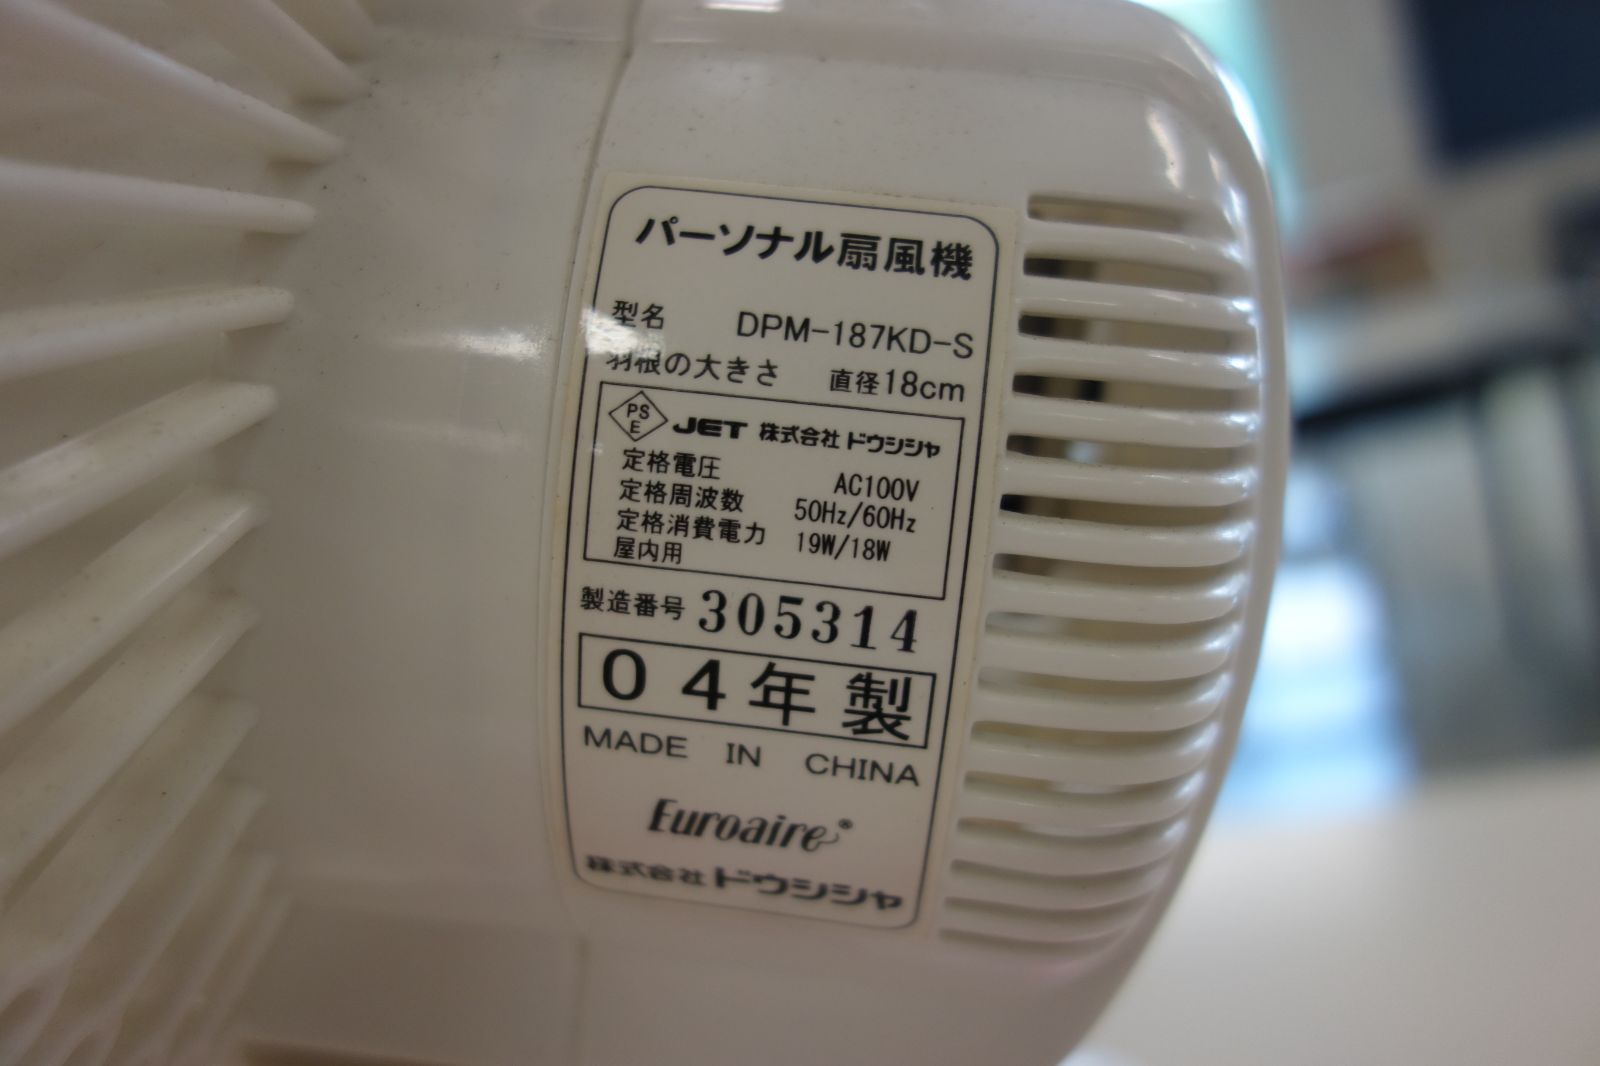 パーソナル扇風機
型名 DPM-187KD-S
羽根の大きさ 直径18cm
PS E JET 株式会社 ドウシシャ
定格電圧 AC100V
定格周波数 50Hz/60Hz
定格消費電力 19W/18W
屋内用
製造番号 305314
04年製
MADE IN CHINA
Euroaire®
株式会社 ドウシシャ